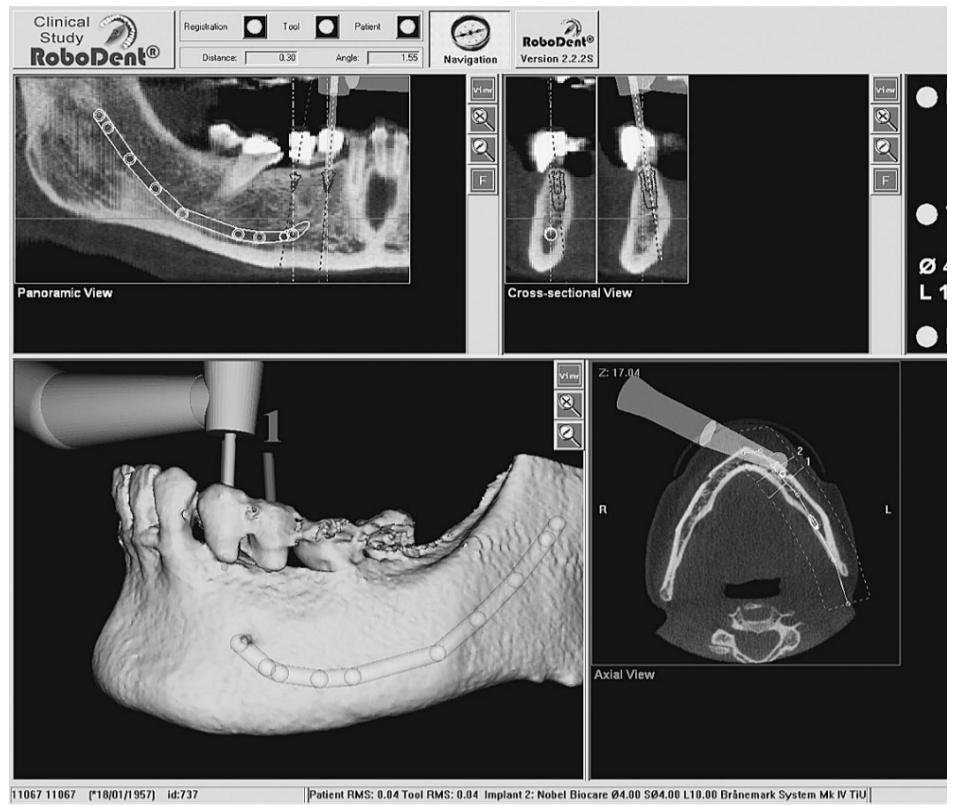 Clinical
Study
RoboDent®
Registration Tool Patient
Distance: 0.30 Angle: 1.55
Navigation
RoboDent®
Version 2.2.2S
View
F
Panoramic View
View
F
Cross-sectional View
Ø 4
L 1
1
View
Z: 17.04
2
1
R
L
Axial View
11067 11067 (*18/01/1957) id:737
Patient RMS: 0.04 Tool RMS: 0.04 Implant 2: Nobel Biocare Ø4.00 SØ4.00 L10.00 Brånemark System Mk IV TiU